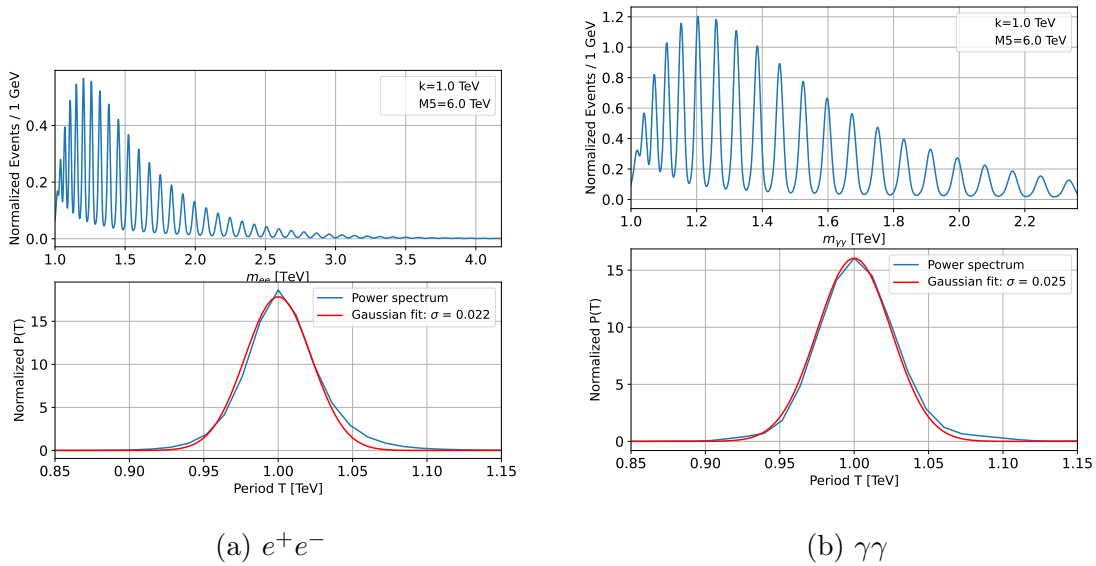 Normalized Events / 1 GeV
0.4
0.2
0.0
k=1.0 TeV
M5=6.0 TeV
1.0 1.5 2.0 2.5 3.0 3.5 4.0
m_ee [TeV]
Normalized P(T)
15
10
5
0
Power spectrum
Gaussian fit: σ = 0.022
0.85 0.90 0.95 1.00 1.05 1.10 1.15
Period T [TeV]
(a) e⁺e⁻
Normalized Events / 1 GeV
1.2
1.0
0.8
0.6
0.4
0.2
0.0
k=1.0 TeV
M5=6.0 TeV
1.0 1.2 1.4 1.6 1.8 2.0 2.2
m_γγ [TeV]
Normalized P(T)
15
10
5
0
Power spectrum
Gaussian fit: σ = 0.025
0.85 0.90 0.95 1.00 1.05 1.10 1.15
Period T [TeV]
(b) γγ